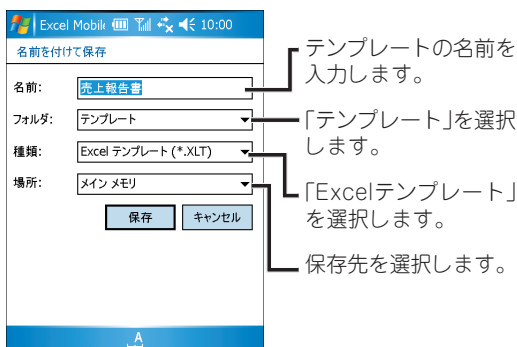 Excel Mobile 10:00
名前を付けて保存
名前: 売上報告書
フォルダ: テンプレート
種類: Excel テンプレート (*.XLT)
場所: メイン メモリ
保存 キャンセル
A
テンプレートの名前を
入力します。
「テンプレート」を選択
します。
「Excelテンプレート」
を選択します。
保存先を選択します。